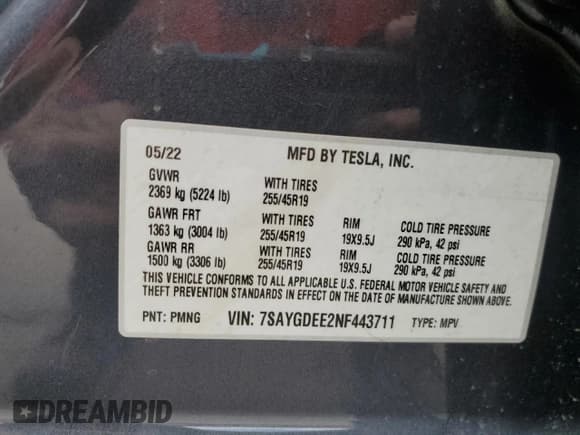 05/22 MFD BY TESLA, INC.
GVWR
2369 kg (5224 lb) WITH TIRES
255/45R19
GAWR FRT
1363 kg (3004 lb) WITH TIRES
255/45R19 RIM
19X9.5J COLD TIRE PRESSURE
290 kPa, 42 psi
GAWR RR
1500 kg (3306 lb) WITH TIRES
255/45R19 RIM
19X9.5J COLD TIRE PRESSURE
290 kPa, 42 psi
THIS VEHICLE CONFORMS TO ALL APPLICABLE U.S. FEDERAL MOTOR VEHICLE SAFETY AND
THEFT PREVENTION STANDARDS IN EFFECT ON THE DATE OF MANUFACTURE SHOWN ABOVE.
PNT: PMNG VIN: 7SAYGDEE2NF443711 TYPE: MPV
DREAMBID